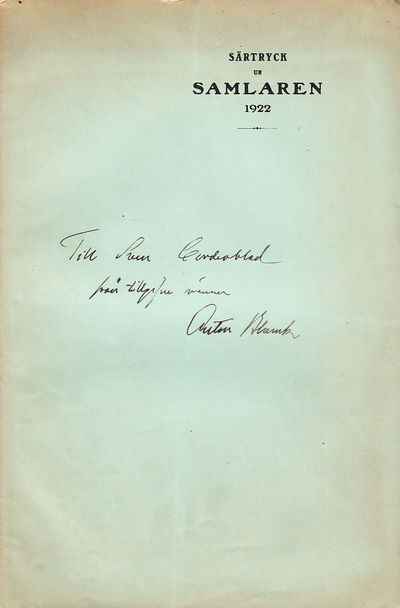 SÄRTRYCK
UR
SAMLAREN
1922
Till Sven Cederblad
från tillgifne vännen
Anton Blanck.